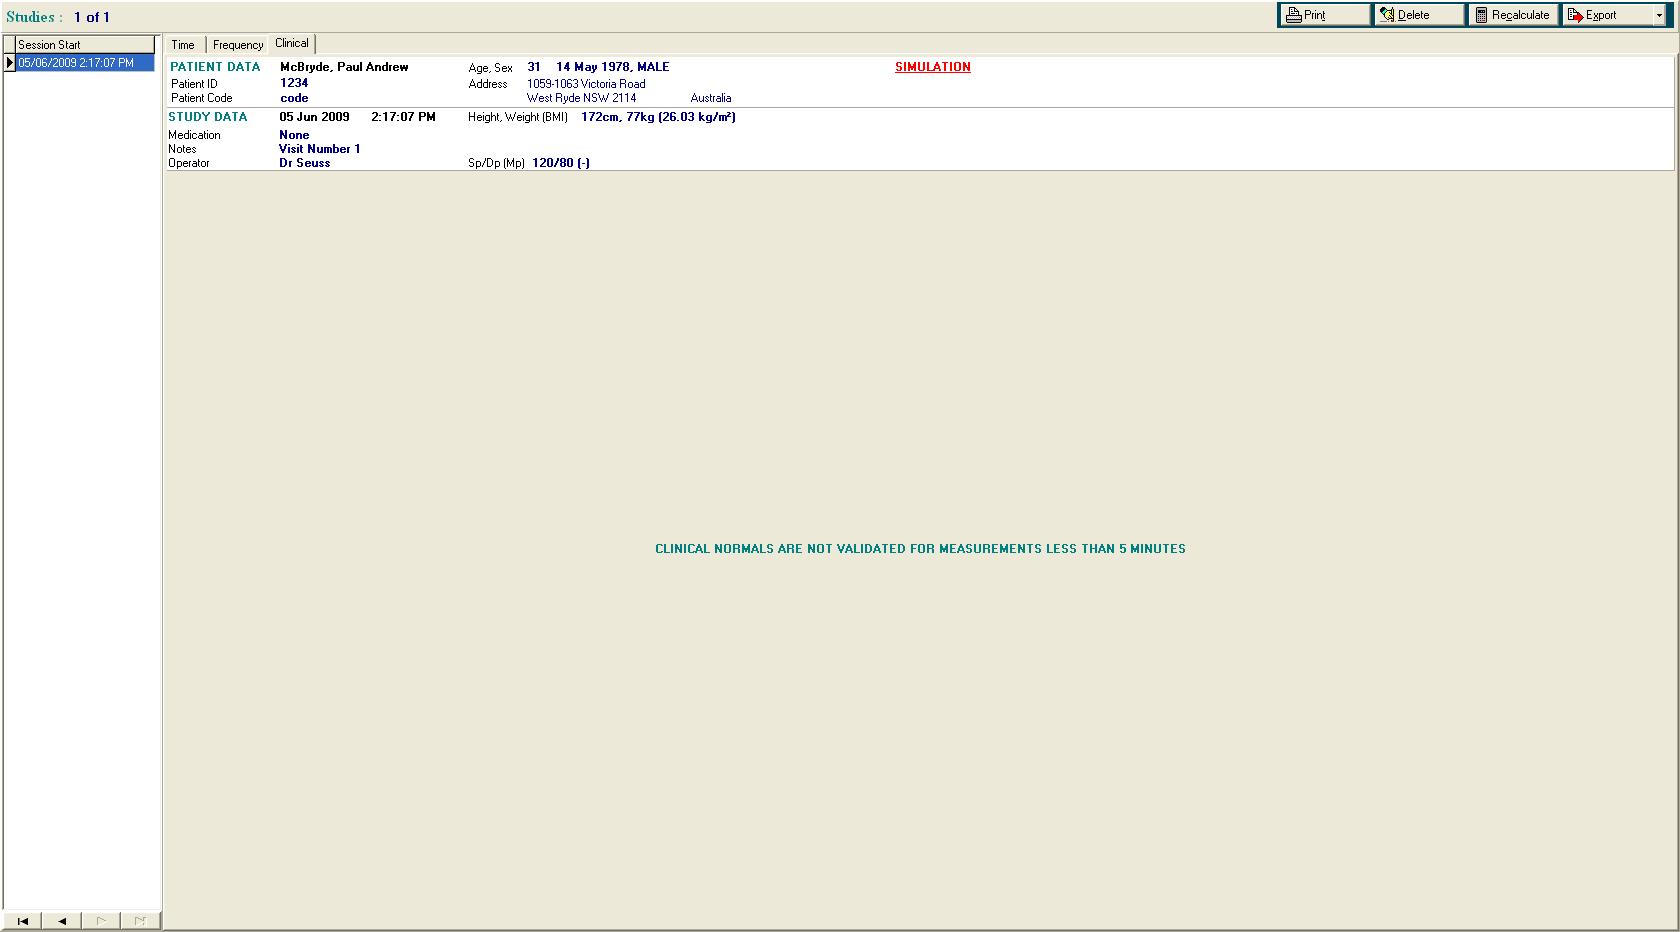 Studies : 1 of 1
Print Delete Recalculate Export
Session Start
05/06/2009 2:17:07 PM
Time Frequency Clinical
PATIENT DATA McBryde, Paul Andrew Age, Sex 31 14 May 1978, MALE SIMULATION
Patient ID 1234 Address 1059-1063 Victoria Road
Patient Code code West Ryde NSW 2114 Australia
STUDY DATA 05 Jun 2009 2:17:07 PM Height, Weight (BMI) 172cm, 77kg (26.03 kg/m²)
Medication None
Notes Visit Number 1
Operator Dr Seuss Sp/Dp (Mp) 120/80 (-)
CLINICAL NORMALS ARE NOT VALIDATED FOR MEASUREMENTS LESS THAN 5 MINUTES